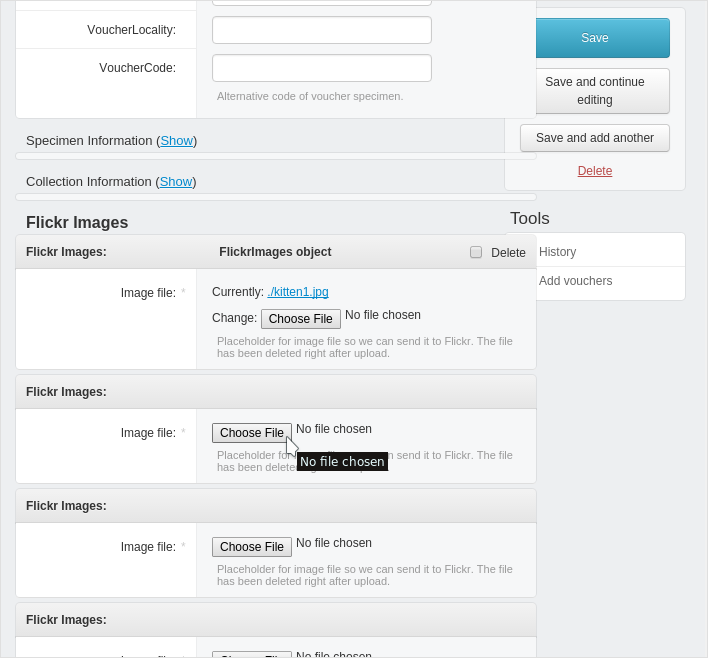 VoucherLocality:
VoucherCode:
Alternative code of voucher specimen.
Specimen Information (Show)
Collection Information (Show)
Save
Save and continue
editing
Save and add another
Delete
Tools
History
Add vouchers
Flickr Images
Flickr Images: FlickrImages object Delete
Image file: * Currently: ./kitten1.jpg
Change: Choose File No file chosen
Placeholder for image file so we can send it to Flickr. The file
has been deleted right after upload.
Flickr Images:
Image file: * Choose File No file chosen
Placeholder for n send it to Flickr. The file
has been deleted
No file chosen
Flickr Images:
Image file: * Choose File No file chosen
Placeholder for image file so we can send it to Flickr. The file
has been deleted right after upload.
Flickr Images:
Image file: * Choose File No file chosen